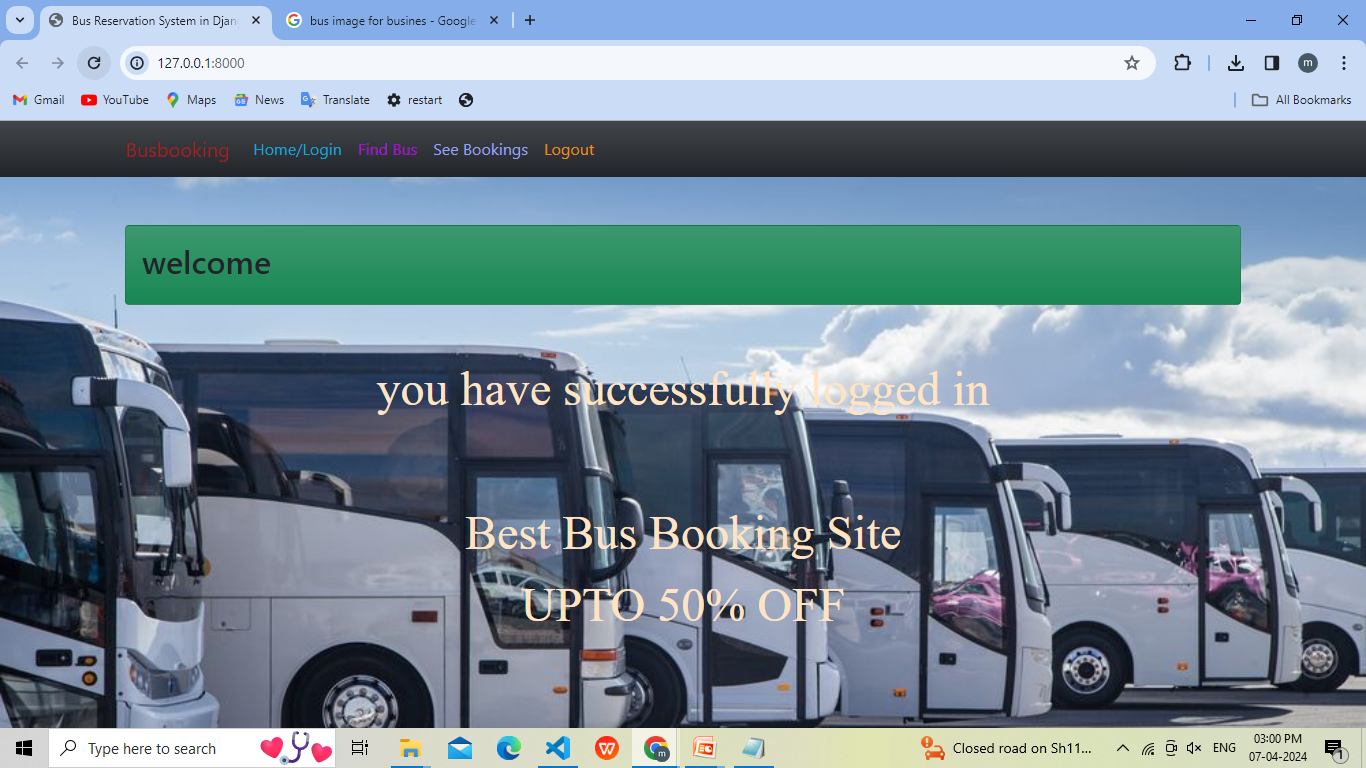 Bus Reservation System in Djan
bus image for busines - Google
127.0.0.1:8000
m
Gmail
YouTube
Maps
News
Translate
restart
All Bookmarks
Busbooking
Home/Login
Find Bus
See Bookings
Logout
welcome
you have successfully logged in
Best Bus Booking Site
UPTO 50% OFF
Type here to search
Closed road on Sh11...
ENG
03:00 PM
07-04-2024
1